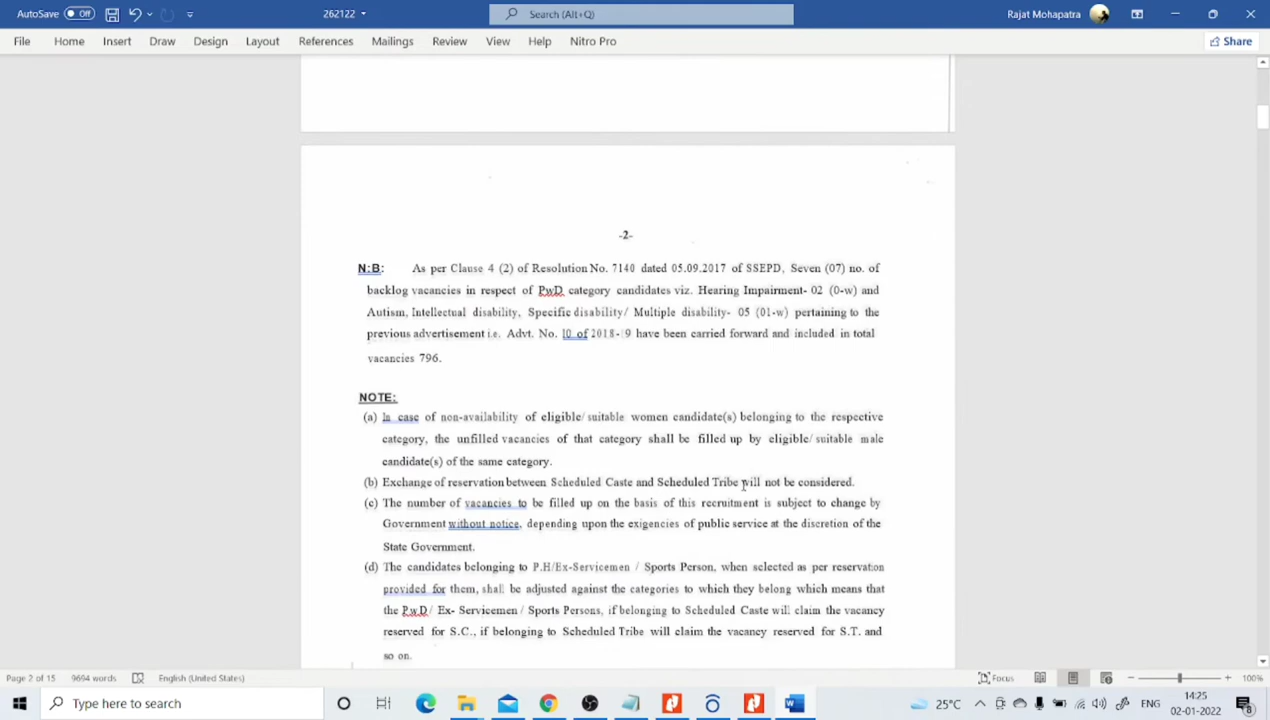 AutoSave Off 262122 Search (Alt+Q) Rajat Mohapatra
File Home Insert Draw Design Layout References Mailings Review View Help Nitro Pro Share
-2-
N:B: As per Clause 4 (2) of Resolution No. 7140 dated 05.09.2017 of SSEPD, Seven (07) no. of
backlog vacancies in respect of PwD category candidates viz. Hearing Impairment- 02 (0-w) and
Autism, Intellectual disability, Specific disability/ Multiple disability- 05 (01-w) pertaining to the
previous advertisement i.e. Advt. No. 10 of 2018-19 have been carried forward and included in total
vacancies 796.
NOTE:
(a) In case of non-availability of eligible/ suitable women candidate(s) belonging to the respective
category, the unfilled vacancies of that category shall be filled up by eligible/ suitable male
candidate(s) of the same category.
(b) Exchange of reservation between Scheduled Caste and Scheduled Tribe will not be considered.
(c) The number of vacancies to be filled up on the basis of this recruitment is subject to change by
Government without notice, depending upon the exigencies of public service at the discretion of the
State Government.
(d) The candidates belonging to P.H/Ex-Servicemen / Sports Person, when selected as per reservation
provided for them, shall be adjusted against the categories to which they belong which means that
the P.w.D/ Ex- Servicemen / Sports Persons, if belonging to Scheduled Caste will claim the vacancy
reserved for S.C., if belonging to Scheduled Tribe will claim the vacancy reserved for S.T. and
so on.
Page 2 of 15 9694 words English (United States) Focus 100%
Type here to search 25°C ENG 14:25
02-01-2022 8